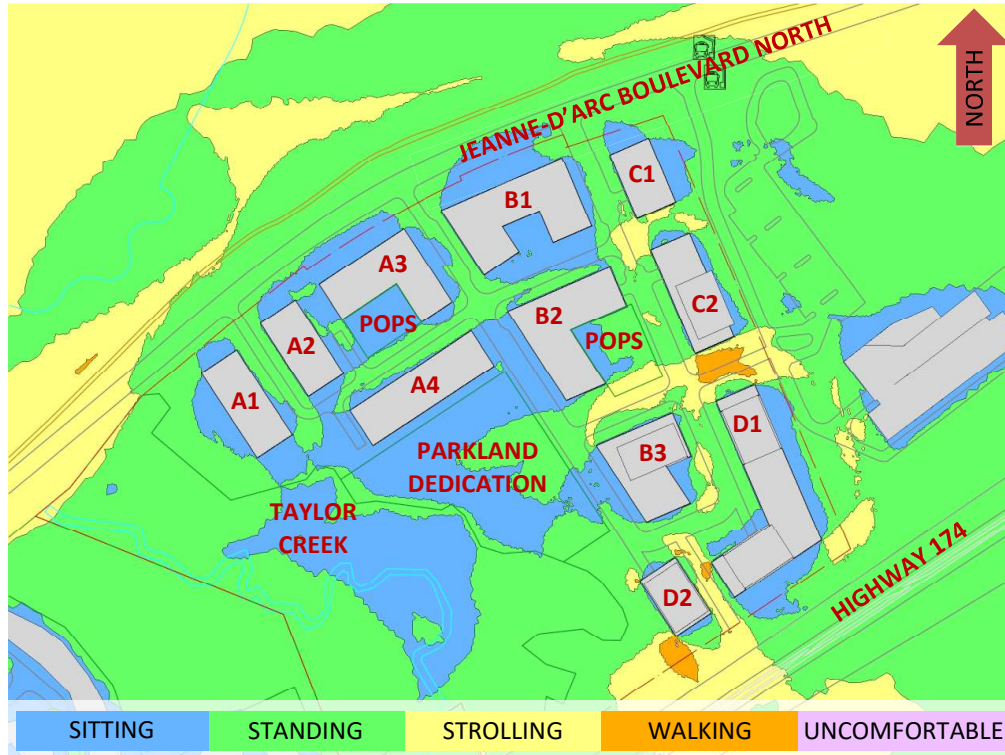 NORTH
JEANNE-D'ARC BOULEVARD NORTH
C1
B1
A3
C2
B2
POPS
POPS
A2
A4
A1
D1
B3
PARKLAND
DEDICATION
TAYLOR
CREEK
HIGHWAY 174
D2
SITTING
STANDING
STROLLING
WALKING
UNCOMFORTABLE